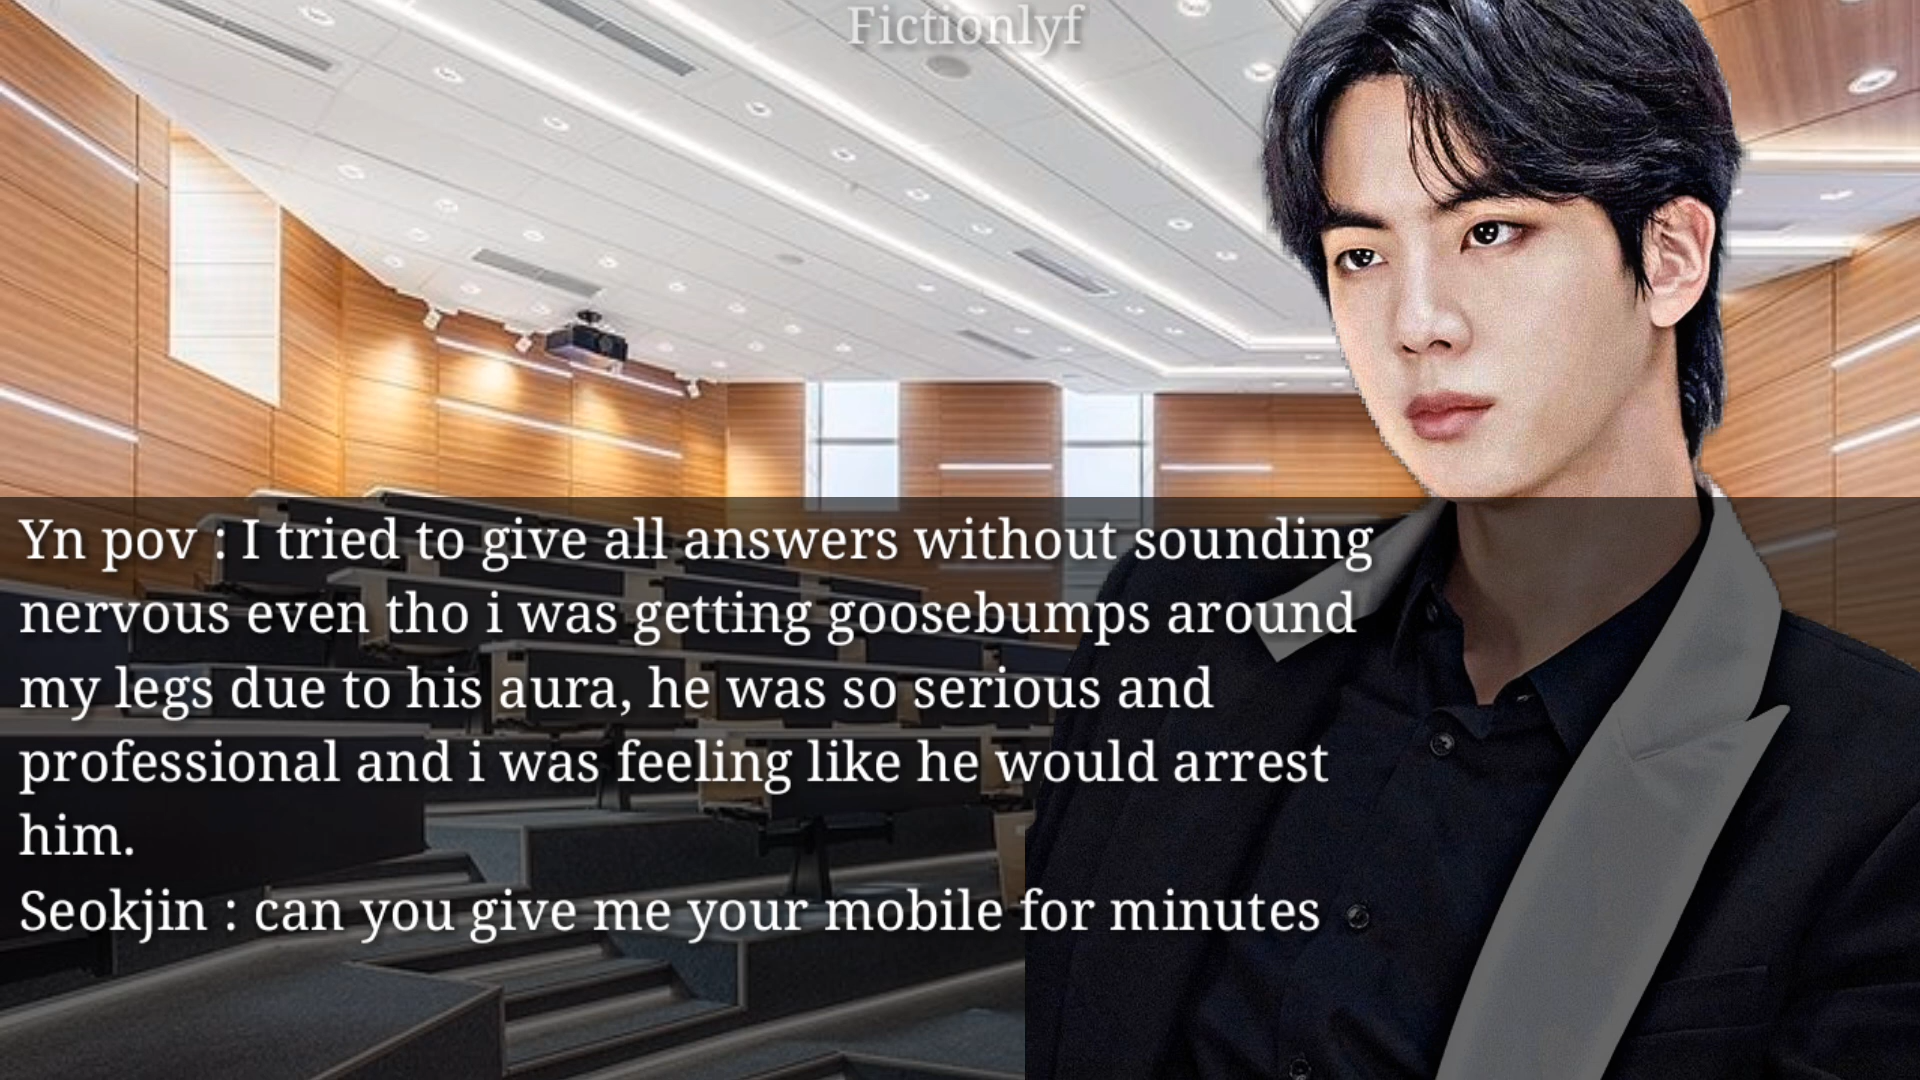 Fictionlyf
Yn pov : I tried to give all answers without sounding
nervous even tho i was getting goosebumps around
my legs due to his aura, he was so serious and
professional and i was feeling like he would arrest
him.
Seokjin : can you give me your mobile for minutes